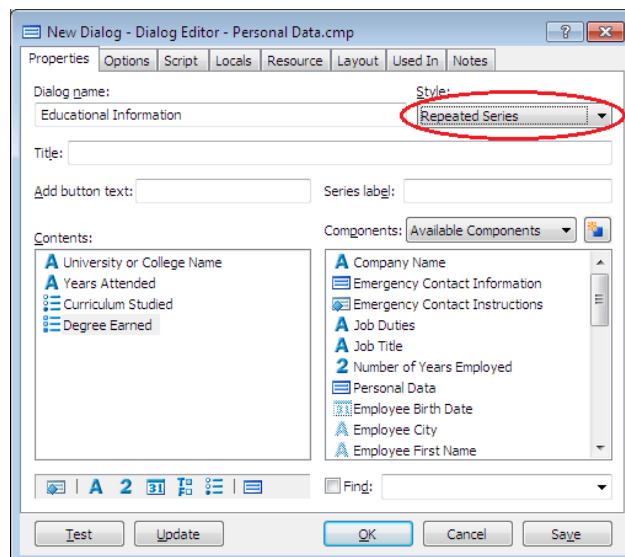 New Dialog - Dialog Editor - Personal Data.cmp
Properties Options Script Locals Resource Layout Used In Notes
Dialog name: Style:
Educational Information Repeated Series
Title:
Add button text: Series label:
Components: Available Components
Contents:
University or College Name
Years Attended
Curriculum Studied
Degree Earned
Company Name
Emergency Contact Information
Emergency Contact Instructions
Job Duties
Job Title
Number of Years Employed
Personal Data
Employee Birth Date
Employee City
Employee First Name
Find:
Test Update OK Cancel Save